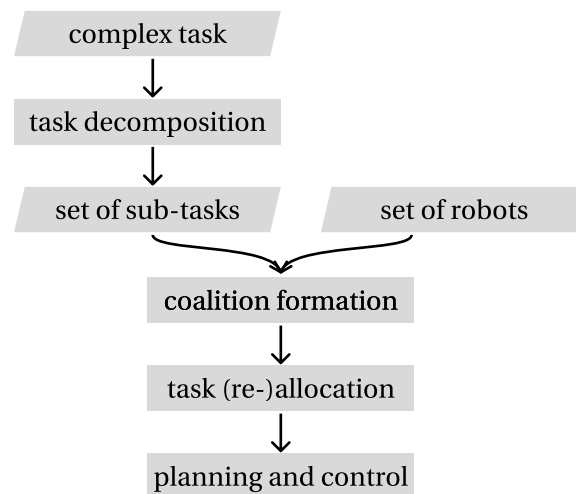 complex task
task decomposition
set of sub-tasks
set of robots
coalition formation
task (re-)allocation
planning and control